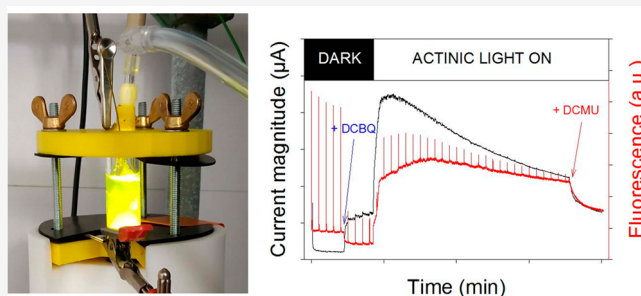 DARK
ACTINIC LIGHT ON
+ DCBQ
+ DCMU
Current magnitude (µA)
Fluorescence (a.u.)
Time (min)